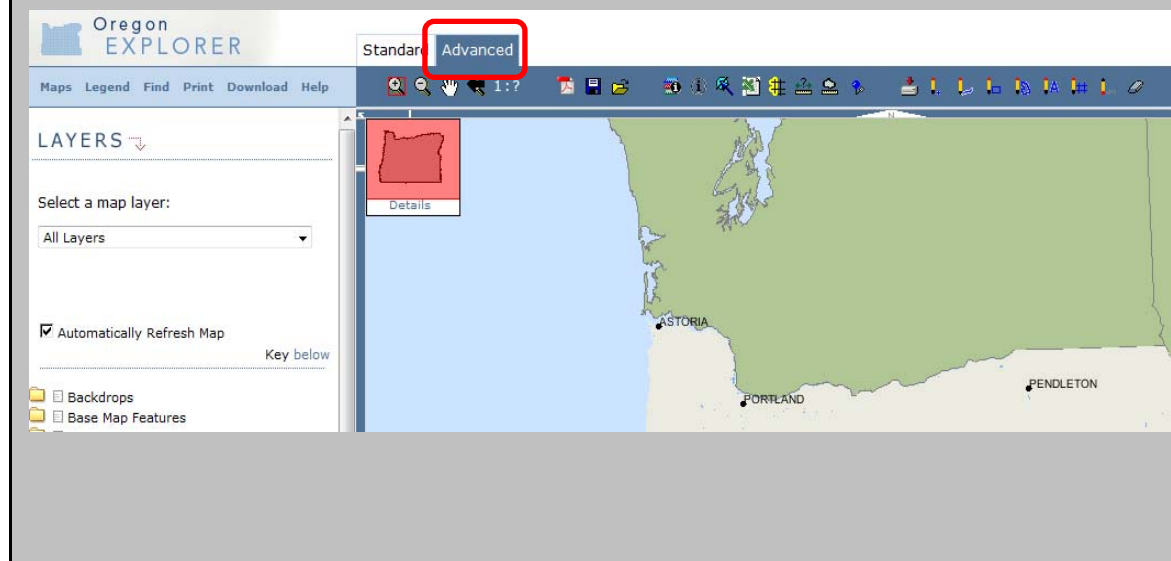 Oregon
EXPLORER
Standard Advanced
Maps Legend Find Print Download Help
1:?
N
LAYERS
Details
Select a map layer:
All Layers
Automatically Refresh Map
Key below
Backdrops
Base Map Features
ASTORIA
PORTLAND
PENDLETON